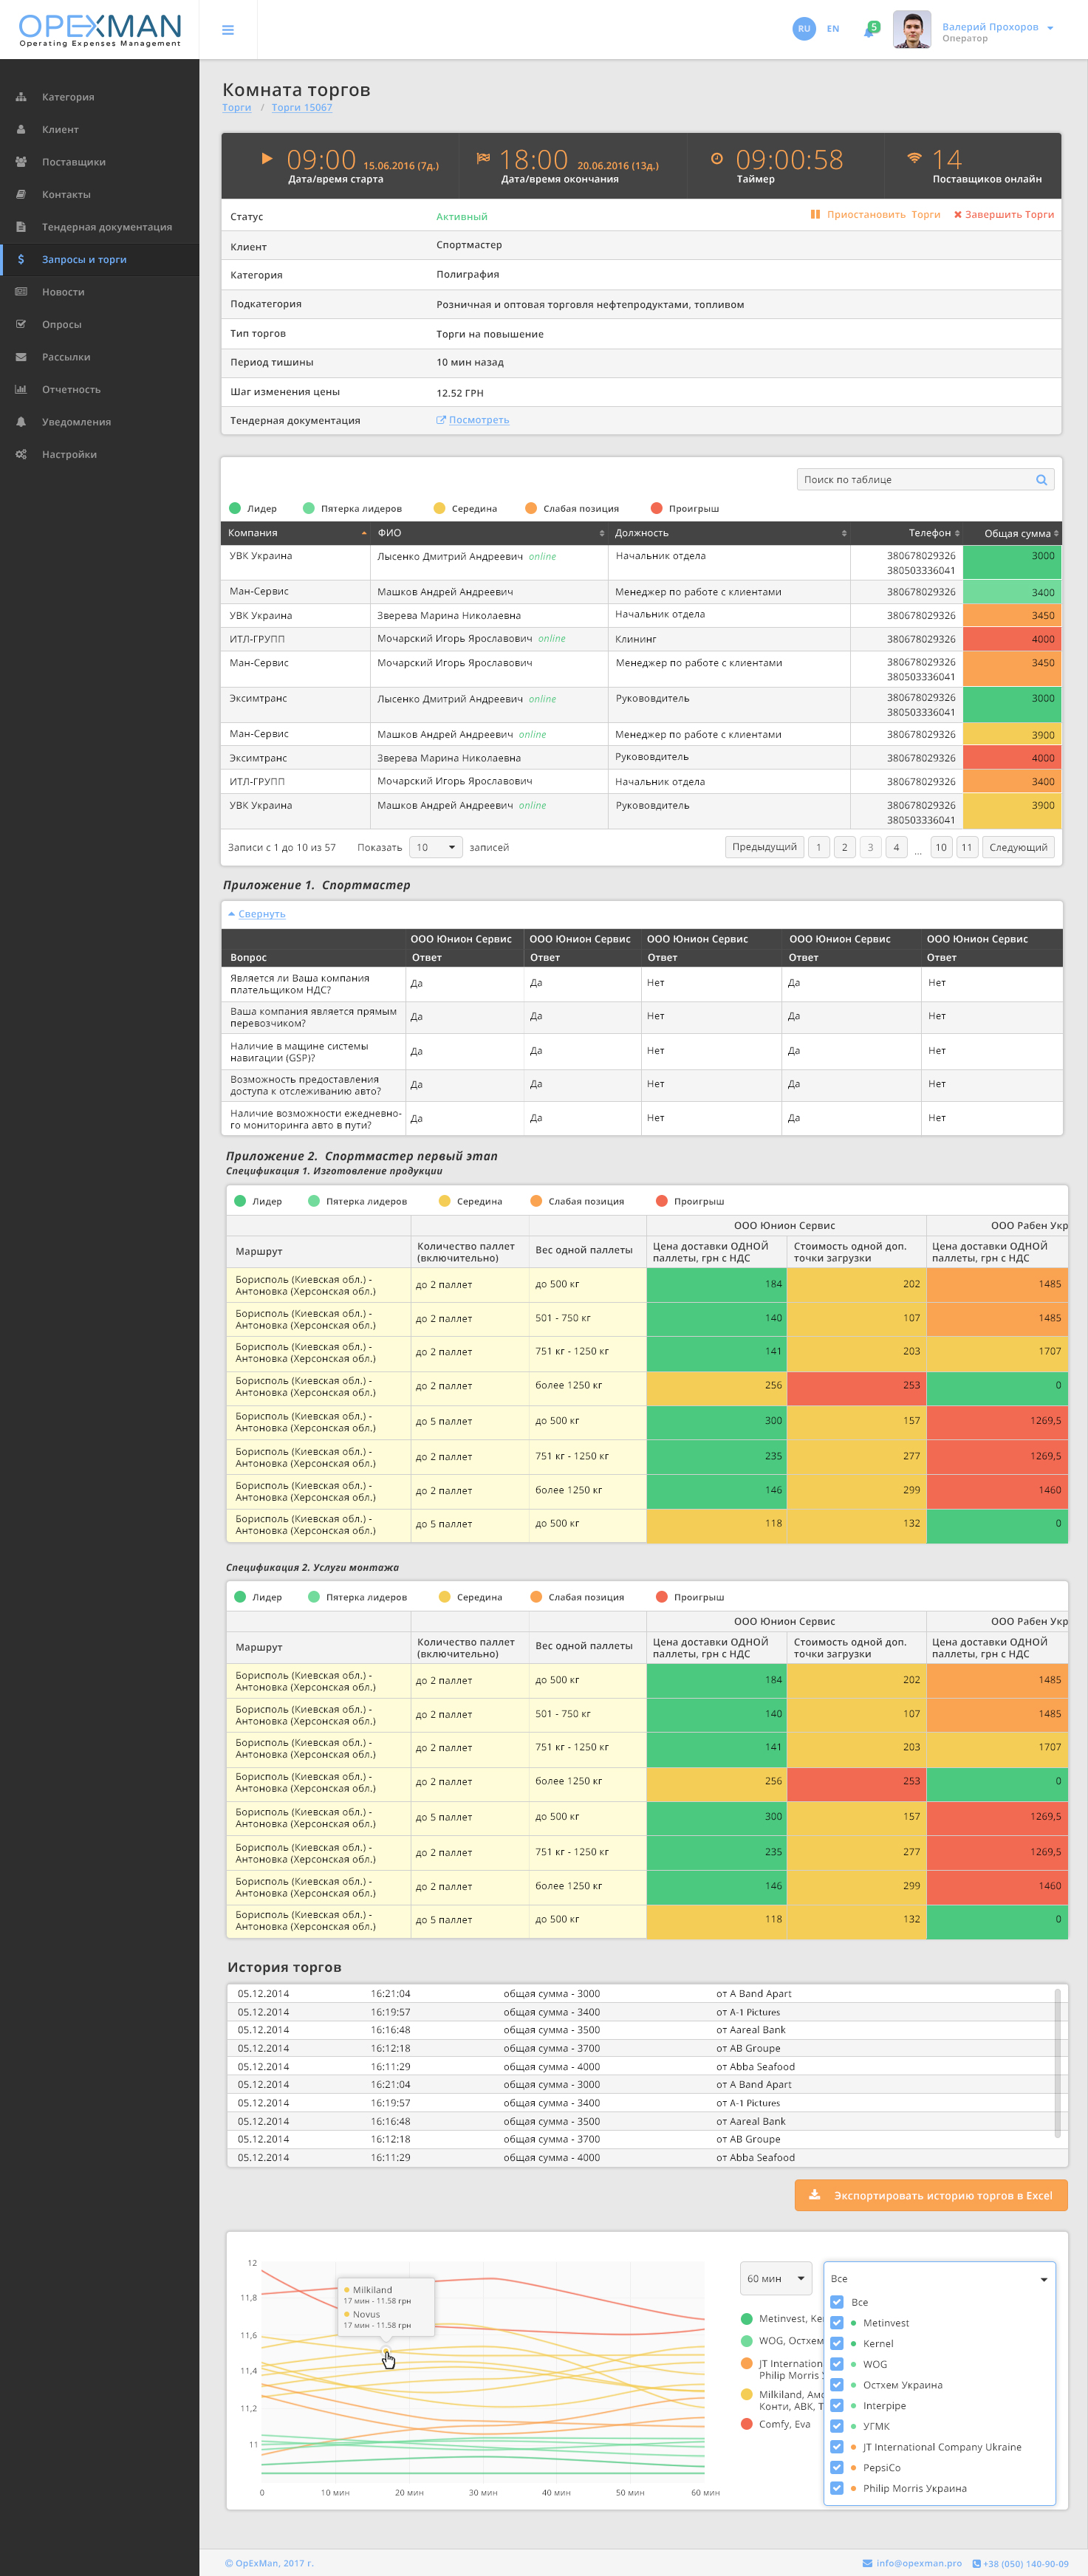 OPEXMAN
Operating Expenses Management
RU EN 5 Валерий Прохоров
Оператор
Категория
Клиент
Поставщики
Контакты
Тендерная документация
Запросы и торги
Новости
Опросы
Рассылки
Отчетность
Уведомления
Настройки
Комната торгов
Торги / Торги 15067
09:00 15.06.2016 (7д.) 18:00 20.06.2016 (13д.) 09:00:58 14
Дата/время старта Дата/время окончания Таймер Поставщиков онлайн
Статус Активный Приостановить Торги Завершить Торги
Клиент Спортмастер
Категория Полиграфия
Подкатегория Розничная и оптовая торговля нефтепродуктами, топливом
Тип торгов Торги на повышение
Период тишины 10 мин назад
Шаг изменения цены 12.52 ГРН
Тендерная документация Посмотреть
Поиск по таблице
Лидер Пятерка лидеров Середина Слабая позиция Проигрыш
Компания ФИО Должность Телефон Общая сумма
УВК Украина Лысенко Дмитрий Андреевич online Начальник отдела 380678029326 3000
380503336041
Ман-Сервис Машков Андрей Андреевич Менеджер по работе с клиентами 380678029326 3400
УВК Украина Зверева Марина Николаевна Начальник отдела 380678029326 3450
ИТЛ-ГРУПП Мочарский Игорь Ярославович online Клининг 380678029326 4000
Ман-Сервис Мочарский Игорь Ярославович Менеджер по работе с клиентами 380678029326 3450
380503336041
Эксимтранс Лысенко Дмитрий Андреевич online Рукововдитель 380678029326 3000
380503336041
Ман-Сервис Машков Андрей Андреевич online Менеджер по работе с клиентами 380678029326 3900
Эксимтранс Зверева Марина Николаевна Рукововдитель 380678029326 4000
ИТЛ-ГРУПП Мочарский Игорь Ярославович Начальник отдела 380678029326 3400
УВК Украина Машков Андрей Андреевич online Рукововдитель 380678029326 3900
380503336041
Записи с 1 до 10 из 57 Показать 10 записей Предыдущий 1 2 3 4 ... 10 11 Следующий
Приложение 1. Спортмастер
Свернуть
ООО Юнион Сервис ООО Юнион Сервис ООО Юнион Сервис ООО Юнион Сервис ООО Юнион Сервис
Вопрос Ответ Ответ Ответ Ответ Ответ
Является ли Ваша компания
плательщиком НДС? Да Да Нет Да Нет
Ваша компания является прямым
перевозчиком? Да Да Нет Да Нет
Наличие в мащине системы
навигации (GSP)? Да Да Нет Да Нет
Возможность предоставления
доступа к отслеживанию авто? Да Да Нет Да Нет
Наличие возможности ежедневно-
го мониторинга авто в пути? Да Да Нет Да Нет
Приложение 2. Спортмастер первый этап
Спецификация 1. Изготовление продукции
Лидер Пятерка лидеров Середина Слабая позиция Проигрыш
ООО Юнион Сервис ООО Рабен Укр
Маршрут Количество паллет Вес одной паллеты Цена доставки ОДНОЙ Стоимость одной доп. Цена доставки ОДНОЙ
(включительно) паллеты, грн с НДС точки загрузки паллеты, грн с НДС
Борисполь (Киевская обл.) -
Антоновка (Херсонская обл.) до 2 паллет до 500 кг 184 202 1485
Борисполь (Киевская обл.) -
Антоновка (Херсонская обл.) до 2 паллет 501 - 750 кг 140 107 1485
Борисполь (Киевская обл.) -
Антоновка (Херсонская обл.) до 2 паллет 751 кг - 1250 кг 141 203 1707
Борисполь (Киевская обл.) -
Антоновка (Херсонская обл.) до 2 паллет более 1250 кг 256 253 0
Борисполь (Киевская обл.) -
Антоновка (Херсонская обл.) до 5 паллет до 500 кг 300 157 1269,5
Борисполь (Киевская обл.) -
Антоновка (Херсонская обл.) до 2 паллет 751 кг - 1250 кг 235 277 1269,5
Борисполь (Киевская обл.) -
Антоновка (Херсонская обл.) до 2 паллет более 1250 кг 146 299 1460
Борисполь (Киевская обл.) -
Антоновка (Херсонская обл.) до 5 паллет до 500 кг 118 132 0
Спецификация 2. Услуги монтажа
Лидер Пятерка лидеров Середина Слабая позиция Проигрыш
ООО Юнион Сервис ООО Рабен Укр
Маршрут Количество паллет Вес одной паллеты Цена доставки ОДНОЙ Стоимость одной доп. Цена доставки ОДНОЙ
(включительно) паллеты, грн с НДС точки загрузки паллеты, грн с НДС
Борисполь (Киевская обл.) -
Антоновка (Херсонская обл.) до 2 паллет до 500 кг 184 202 1485
Борисполь (Киевская обл.) -
Антоновка (Херсонская обл.) до 2 паллет 501 - 750 кг 140 107 1485
Борисполь (Киевская обл.) -
Антоновка (Херсонская обл.) до 2 паллет 751 кг - 1250 кг 141 203 1707
Борисполь (Киевская обл.) -
Антоновка (Херсонская обл.) до 2 паллет более 1250 кг 256 253 0
Борисполь (Киевская обл.) -
Антоновка (Херсонская обл.) до 5 паллет до 500 кг 300 157 1269,5
Борисполь (Киевская обл.) -
Антоновка (Херсонская обл.) до 2 паллет 751 кг - 1250 кг 235 277 1269,5
Борисполь (Киевская обл.) -
Антоновка (Херсонская обл.) до 2 паллет более 1250 кг 146 299 1460
Борисполь (Киевская обл.) -
Антоновка (Херсонская обл.) до 5 паллет до 500 кг 118 132 0
История торгов
05.12.2014 16:21:04 общая сумма - 3000 от A Band Apart
05.12.2014 16:19:57 общая сумма - 3400 от A-1 Pictures
05.12.2014 16:16:48 общая сумма - 3500 от Aareal Bank
05.12.2014 16:12:18 общая сумма - 3700 от AB Groupe
05.12.2014 16:11:29 общая сумма - 4000 от Abba Seafood
05.12.2014 16:21:04 общая сумма - 3000 от A Band Apart
05.12.2014 16:19:57 общая сумма - 3400 от A-1 Pictures
05.12.2014 16:16:48 общая сумма - 3500 от Aareal Bank
05.12.2014 16:12:18 общая сумма - 3700 от AB Groupe
05.12.2014 16:11:29 общая сумма - 4000 от Abba Seafood
Экспортировать историю торгов в Excel
12
11,8
11,6
11,4
11,2
11
0 10 мин 20 мин 30 мин 40 мин 50 мин 60 мин
Milkiland
17 мин - 11.58 грн
Novus
17 мин - 11.58 грн
60 мин
Metinvest, Ke
WOG, Остхем
JT Internation
Philip Morris
Milkiland, Ам
Конти, АВК, Т
Comfy, Eva
Все
Все
Metinvest
Kernel
WOG
Остхем Украина
Interpipe
УГМК
JT International Company Ukraine
PepsiCo
Philip Morris Украина
© OpExMan, 2017 г. info@opexman.pro +38 (050) 140-90-09